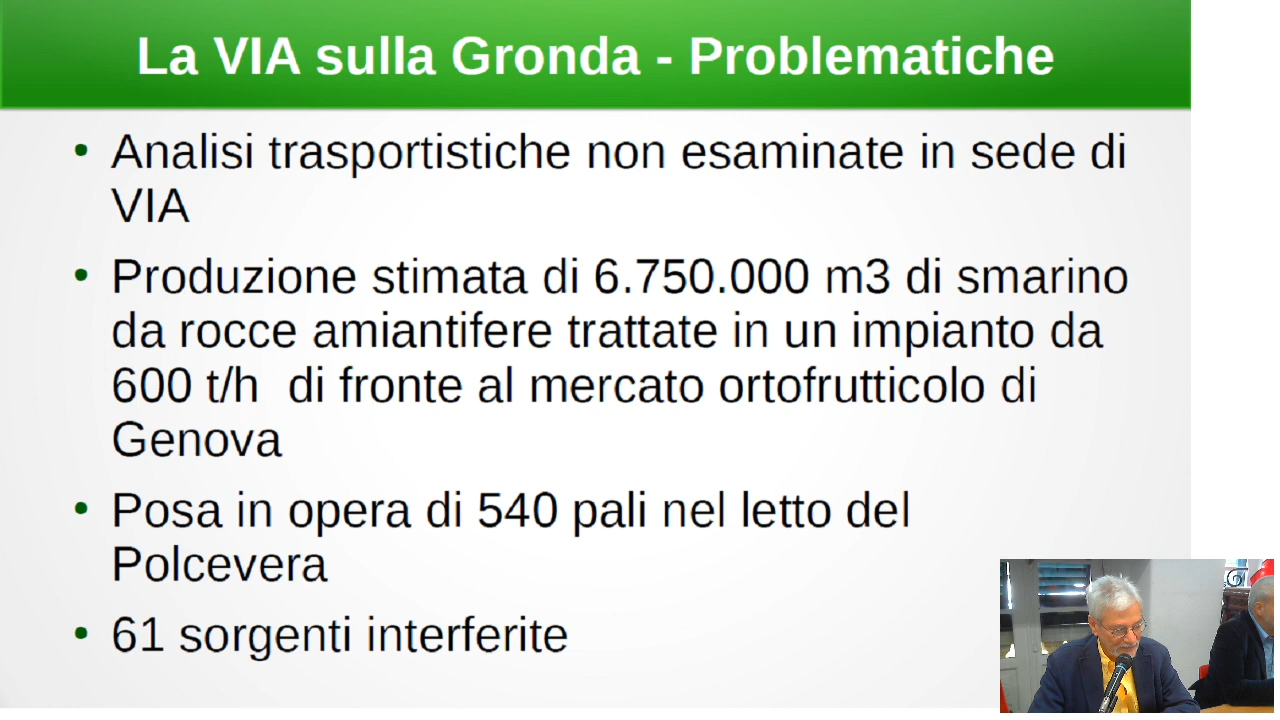 La VIA sulla Gronda - Problematiche
• Analisi trasportistiche non esaminate in sede di
VIA
• Produzione stimata di 6.750.000 m3 di smarino
da rocce amiantifere trattate in un impianto da
600 t/h  di fronte al mercato ortofrutticolo di
Genova
• Posa in opera di 540 pali nel letto del
Polcevera
• 61 sorgenti interferite